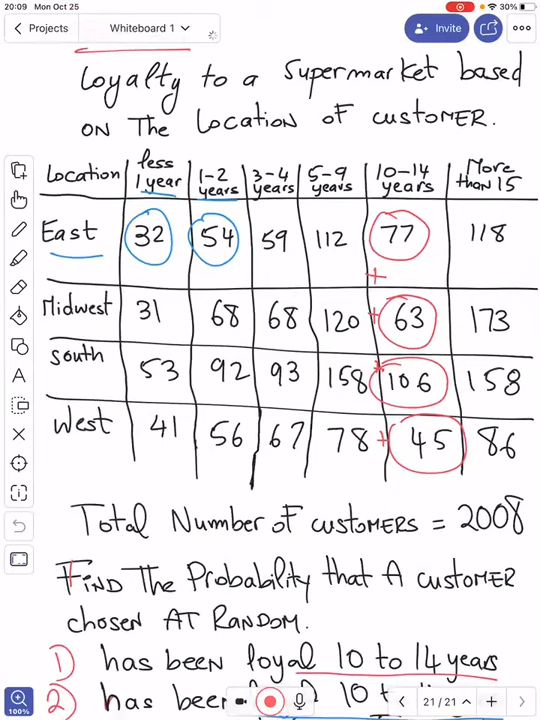 20:09 Mon Oct 25
30%
Projects Whiteboard 1 Invite
Loyalty to a Supermarket based
ON The LOCATION OF CUSTOMER.
Location less 1 year 1-2 years 3-4 years 5-9 years 10-14 years More than 15
East 32 54 59 112 77 118
+
Midwest 31 68 68 120 + 63 173
South 53 92 93 158 + 106 158
West 41 56 67 78 + 45 86
Total Number of customers = 2008
FIND The Probability that A customer
chosen AT RANDOM.
1) has been loyal 10 to 14 years
2) has been 10 to
100%
21/21